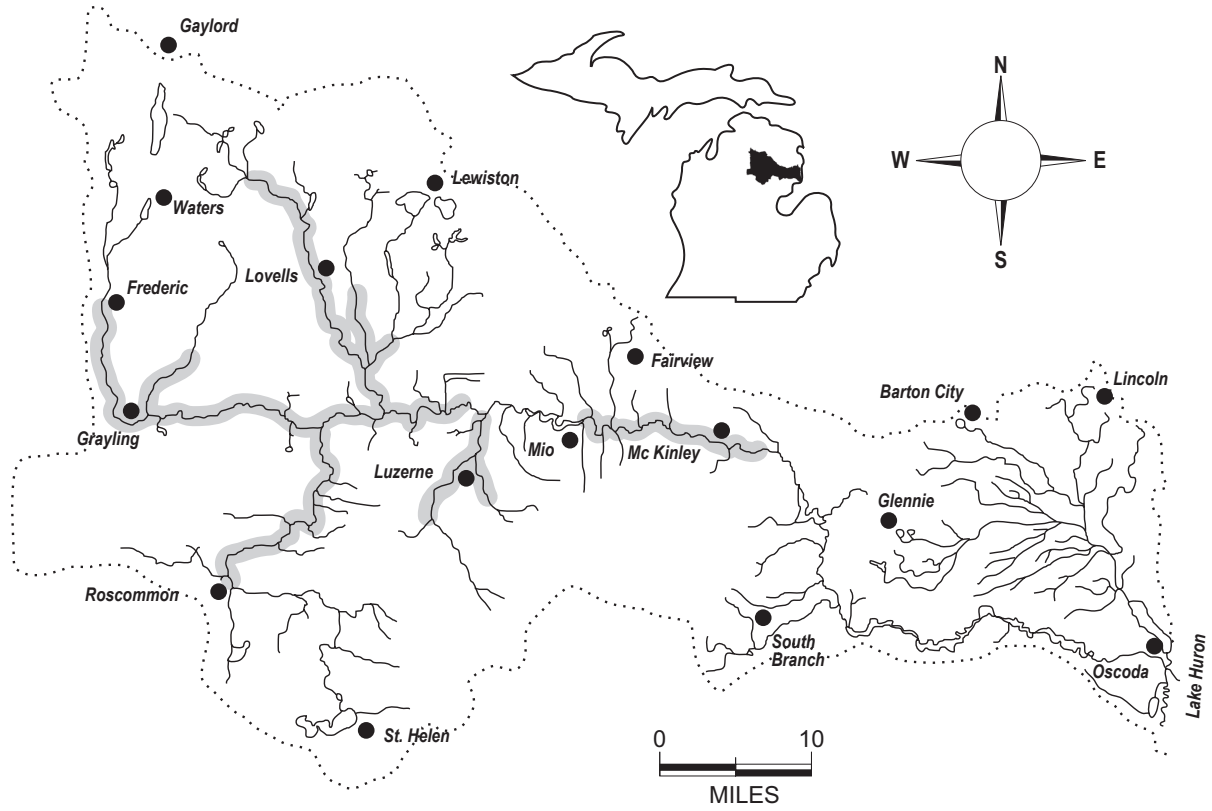 Gaylord
N
W
E
S
Lewiston
Waters
Lovells
Frederic
Fairview
Lincoln
Barton City
Grayling
Mio
Mc Kinley
Luzerne
Glennie
Roscommon
South
Branch
Oscoda
Lake Huron
St. Helen
0
10
MILES